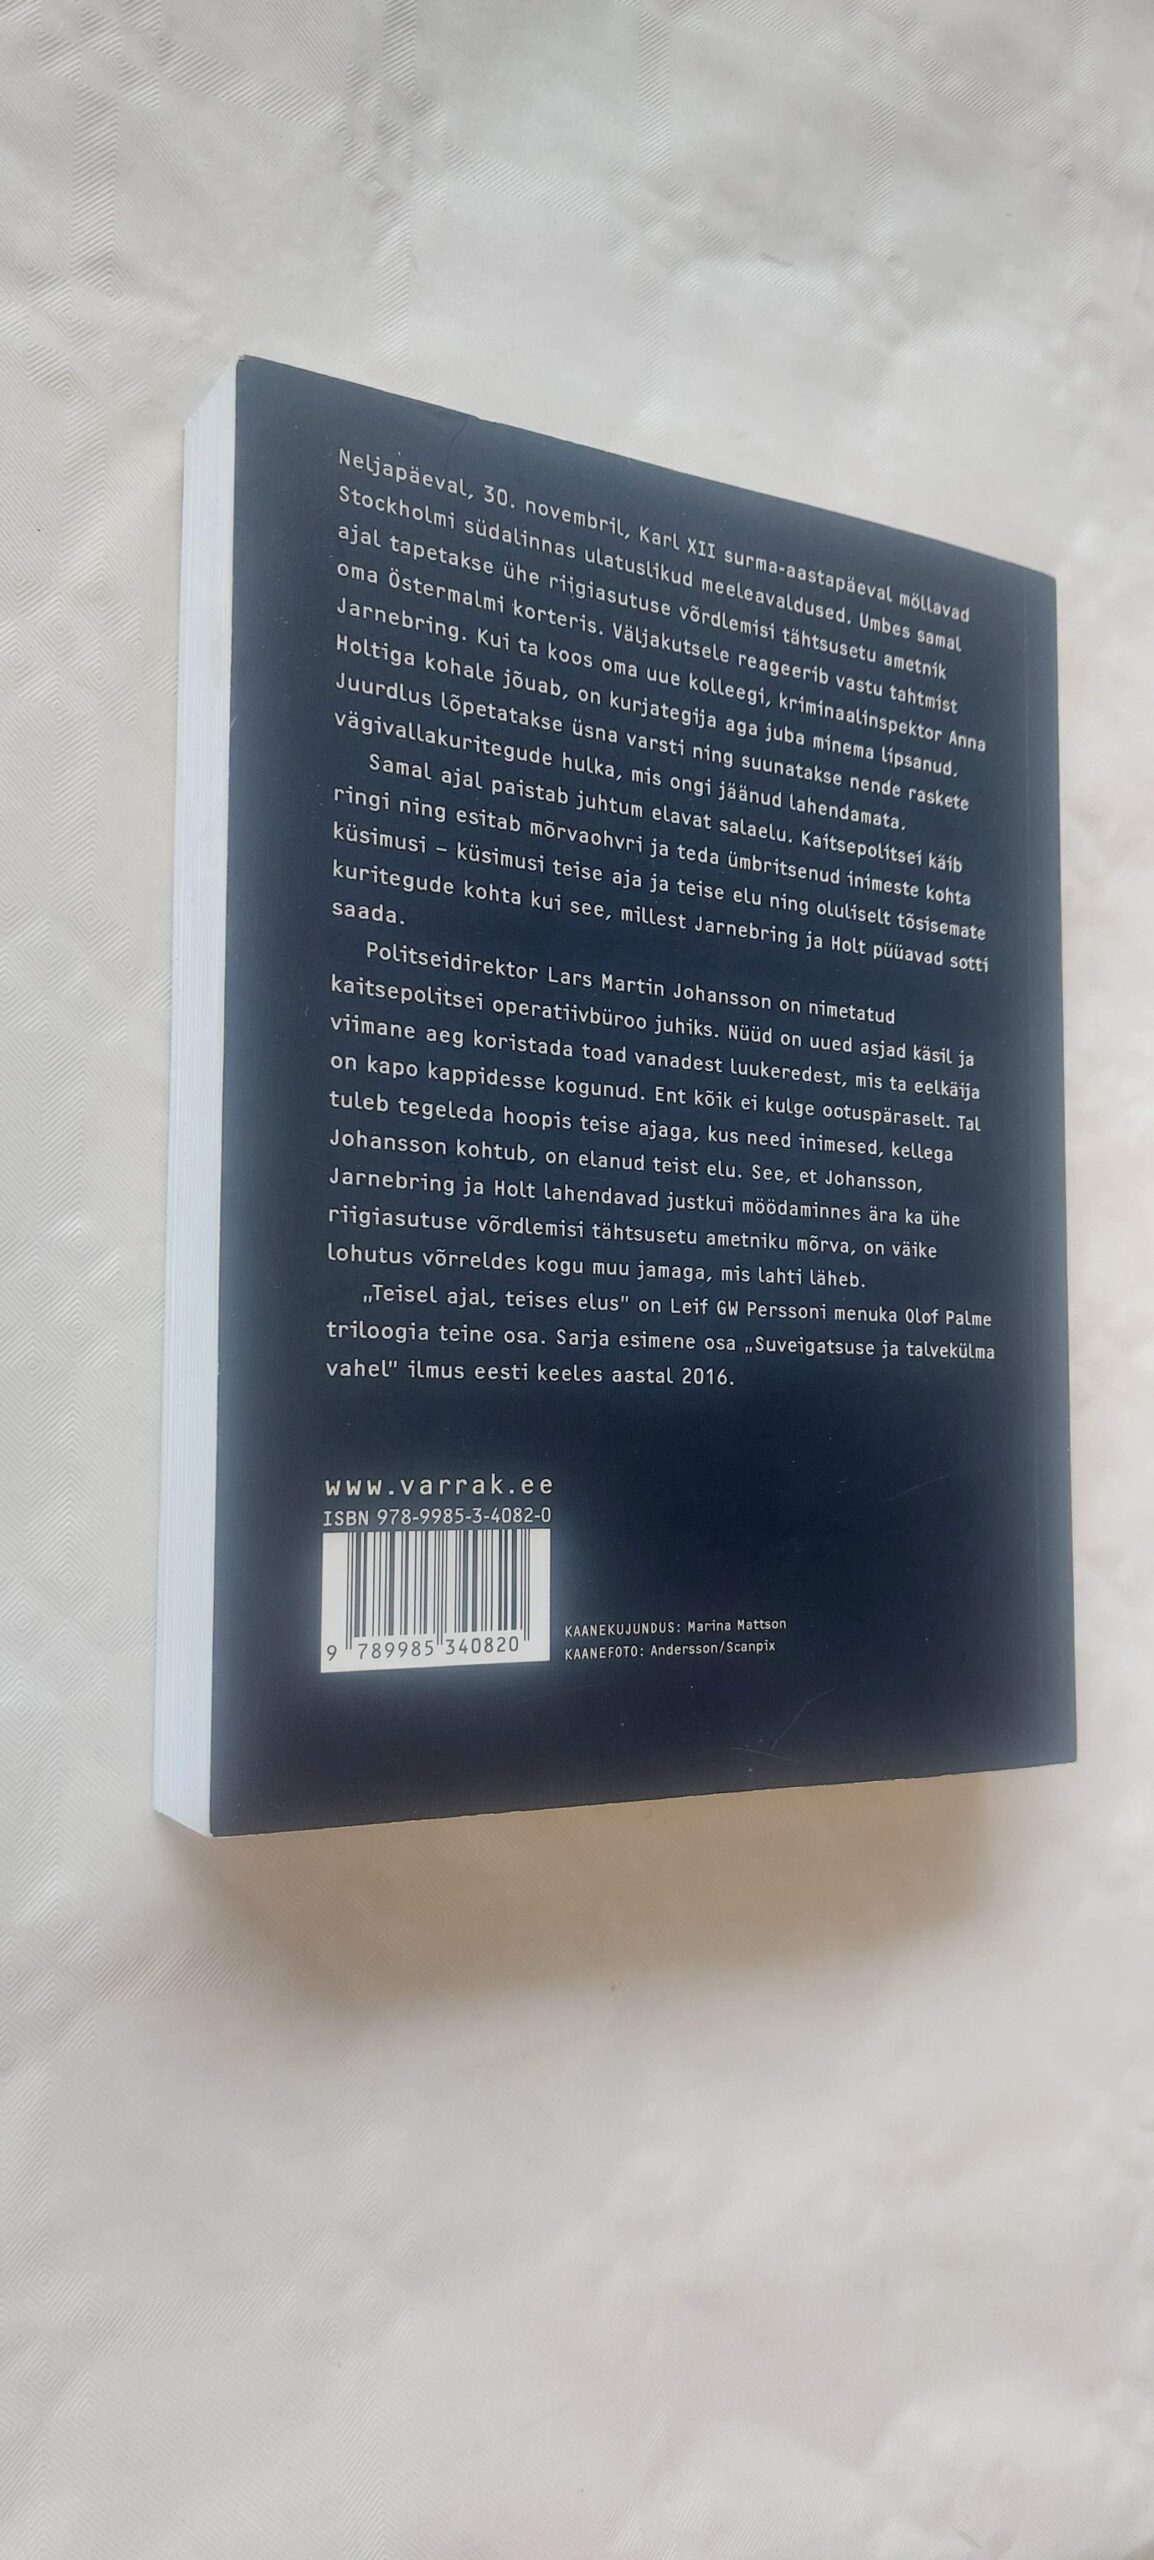 Neljapäeval, 30. novembril, Karl XII surma-aastapäeval möllavad
Stockholmi südalinnas ulatuslikud meeleavaldused. Umbes samal
ajal tapetakse ühe riigiasutuse võrdlemisi tähtsusetu ametnik
oma Östermalmi korteris. Väljakutsele reageerib vastu tahtmist
Jarnebring. Kui ta koos oma uue kolleegi, kriminaalinspektor Anna
Holtiga kohale jõuab, on kurjategija aga juba minema lipsanud.
Juurdlus lõpetatakse üsna varsti ning suunatakse nende raskete
vägivallakuritegude hulka, mis ongi jäänud lahendamata.
Samal ajal paistab juhtum elavat salaelu. Kaitsepolitsei käib
ringi ning esitab mõrvaohvri ja teda ümbritsenud inimeste kohta
küsimusi – küsimusi teise aja ja teise elu ning oluliselt tõsisemate
kuritegude kohta kui see, millest Jarnebring ja Holt püüavad sotti
saada.
Politseidirektor Lars Martin Johansson on nimetatud
kaitsepolitsei operatiivbüroo juhiks. Nüüd on uued asjad käsil ja
viimane aeg koristada toad vanadest luukeredest, mis ta eelkäija
on kapo kappidesse kogunud. Ent kõik ei kulge ootuspäraselt. Tal
tuleb tegeleda hoopis teise ajaga, kus need inimesed, kellega
Johansson kohtub, on elanud teist elu. See, et Johansson,
Jarnebring ja Holt lahendavad justkui möödaminnes ära ka ühe
riigiasutuse võrdlemisi tähtsusetu ametniku mõrva, on väike
lohutus võrreldes kogu muu jamaga, mis lahti läheb.
„Teisel ajal, teises elus" on Leif GW Perssoni menuka Olof Palme
triloogia teine osa. Sarja esimene osa „Suveigatsuse ja talvekülma
vahel" ilmus eesti keeles aastal 2016.
www.varrak.ee
ISBN 978-9985-3-4082-0
9 789985 340820
KAANEKUJUNDUS: Marina Mattson
KAANEFOTO: Andersson/Scanpix